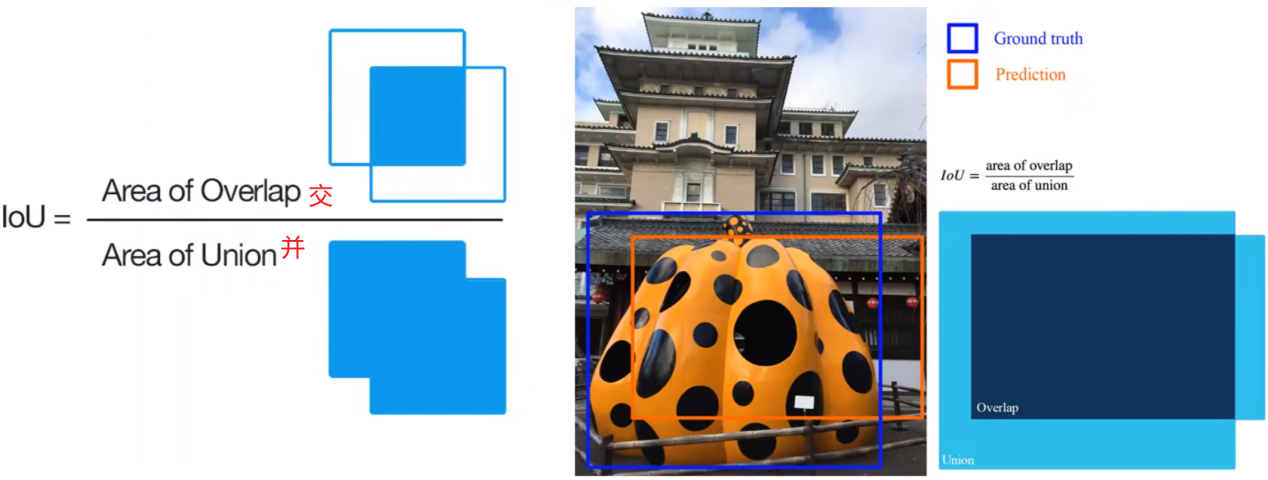 IoU =
Area of Overlap 交
Area of Union 并
Ground truth
Prediction
IoU = area of overlap
area of union
Overlap
Union